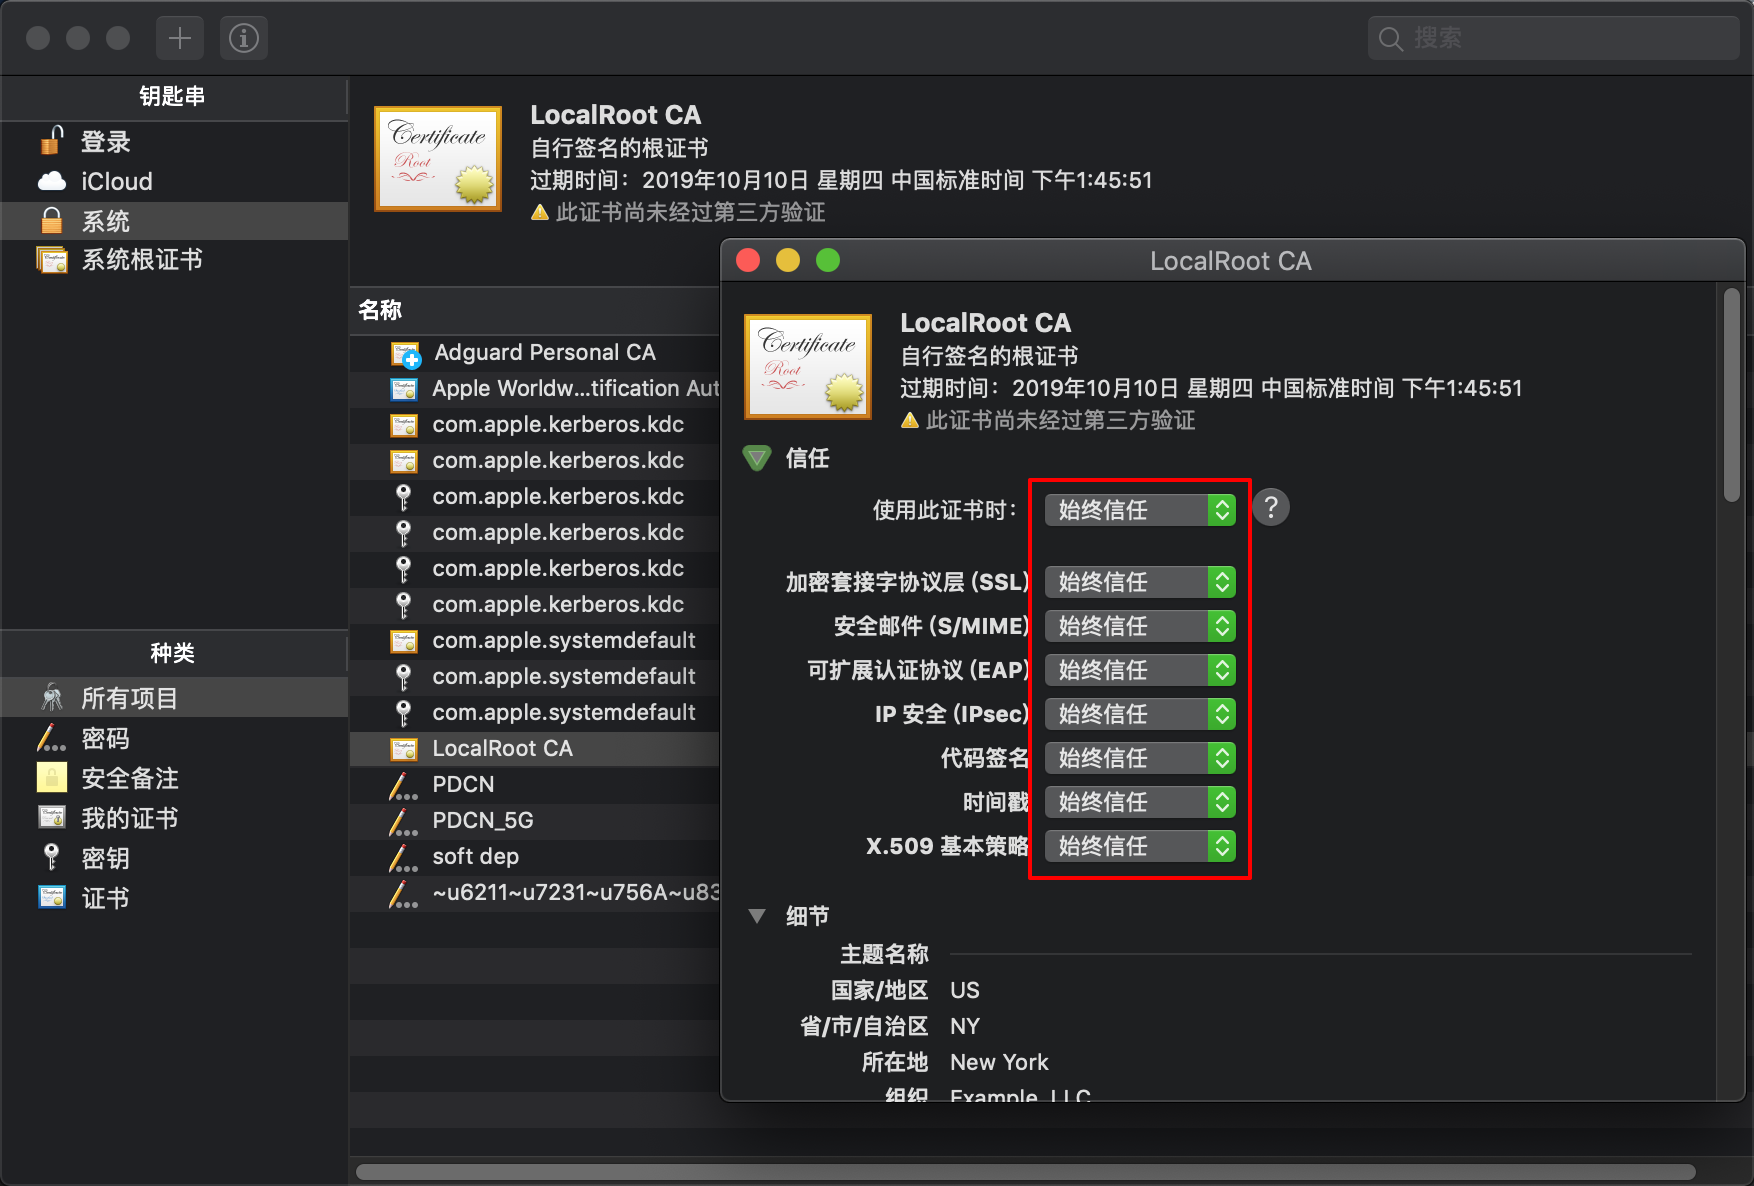 搜索
钥匙串
登录
iCloud
系统
系统根证书
种类
所有项目
密码
安全备注
我的证书
密钥
证书
Certificate
Root
LocalRoot CA
自行签名的根证书
过期时间：2019年10月10日 星期四 中国标准时间 下午1:45:51
此证书尚未经过第三方验证
名称
Adguard Personal CA
Apple Worldw...tification Aut
com.apple.kerberos.kdc
com.apple.kerberos.kdc
com.apple.kerberos.kdc
com.apple.kerberos.kdc
com.apple.kerberos.kdc
com.apple.kerberos.kdc
com.apple.systemdefault
com.apple.systemdefault
com.apple.systemdefault
LocalRoot CA
PDCN
PDCN_5G
soft dep
~u6211~u7231~u756A~u83
LocalRoot CA
Certificate
Root
LocalRoot CA
自行签名的根证书
过期时间：2019年10月10日 星期四 中国标准时间 下午1:45:51
此证书尚未经过第三方验证
信任
使用此证书时： 始终信任 ?
加密套接字协议层 (SSL) 始终信任
安全邮件 (S/MIME) 始终信任
可扩展认证协议 (EAP) 始终信任
IP 安全 (IPsec) 始终信任
代码签名 始终信任
时间戳 始终信任
X.509 基本策略 始终信任
细节
主题名称
国家/地区 US
省/市/自治区 NY
所在地 New York
组织 Example, LLC